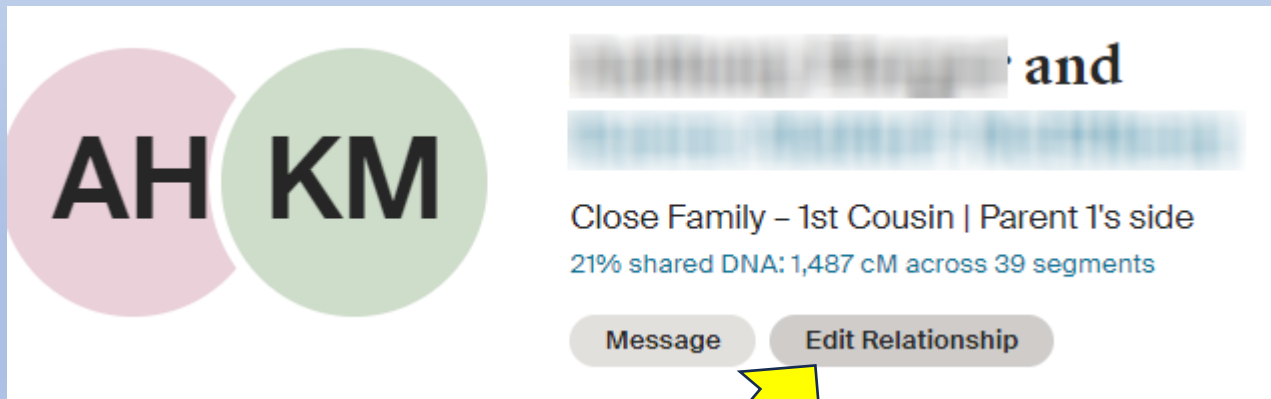 AH KM
and
Close Family – 1st Cousin | Parent 1's side
21% shared DNA: 1,487 cM across 39 segments
Message Edit Relationship